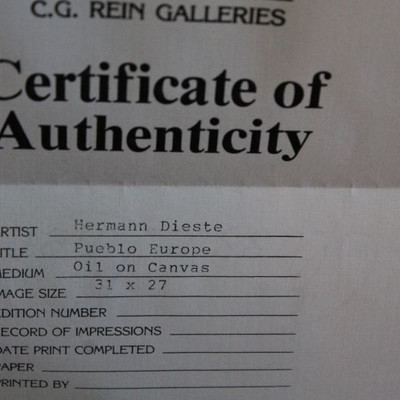 C.G. REIN GALLERIES
Certificate of
Authenticity
ARTIST Hermann Dieste
TITLE Pueblo Europe
MEDIUM Oil on Canvas
IMAGE SIZE 31 x 27
EDITION NUMBER
RECORD OF IMPRESSIONS
DATE PRINT COMPLETED
PAPER
PRINTED BY